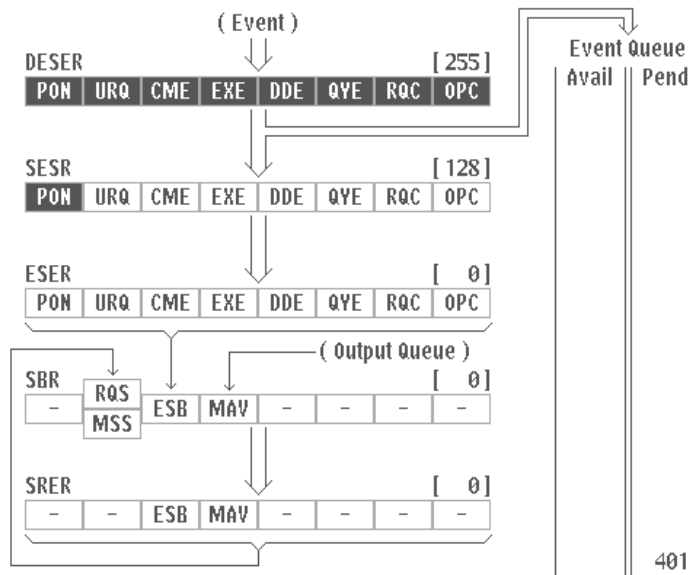 ( Event )
Event Queue
Avail Pend
DESER [ 255 ]
PON URQ CME EXE DDE QYE RQC OPC
SESR [ 128 ]
PON URQ CME EXE DDE QYE RQC OPC
ESER [ 0 ]
PON URQ CME EXE DDE QYE RQC OPC
( Output Queue )
SBR [ 0 ]
RQS
- ESB MAV - - - -
MSS
SRER [ 0 ]
- - ESB MAV - - - -
401